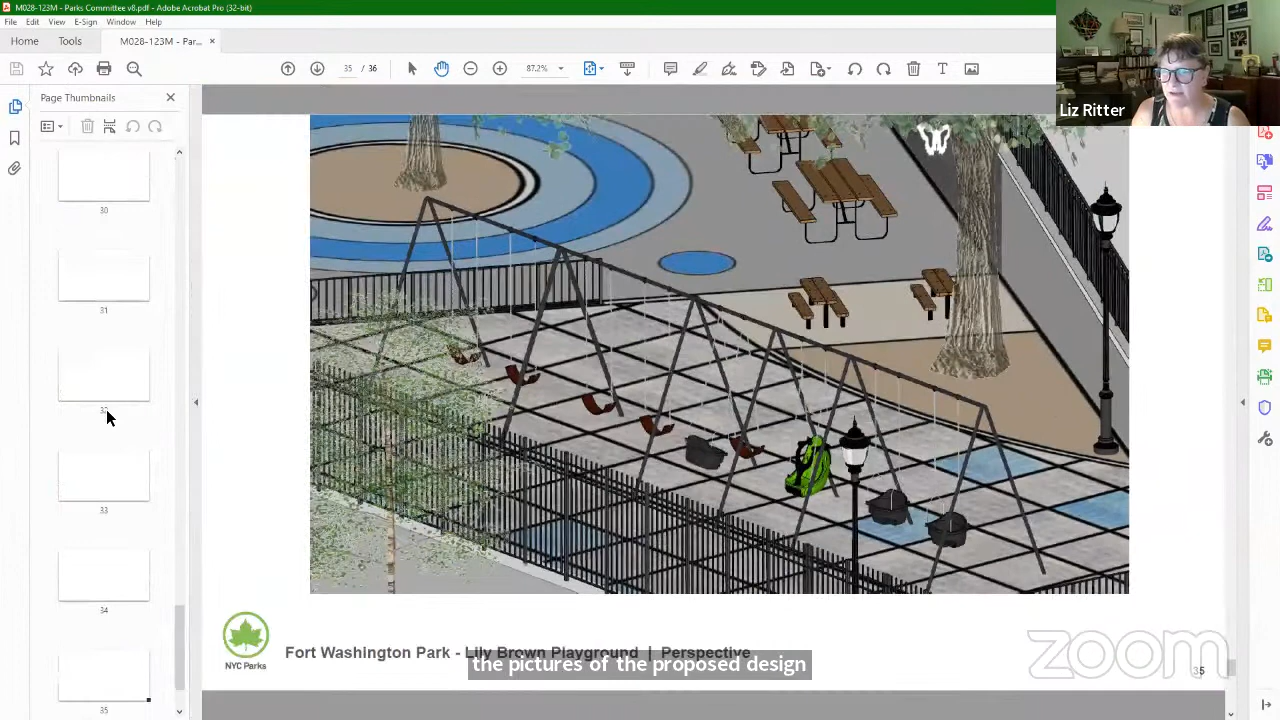 M028-123M - Parks Committee v8.pdf - Adobe Acrobat Pro (32-bit)
File Edit View E-Sign Window Help
Home Tools M028-123M - Par... ×
35 / 36 87.2%
Page Thumbnails
30
31
32
33
34
35
Liz Ritter
NYC Parks
Fort Washington Park - Lily Brown Playground | Perspective
the pictures of the proposed design
zoom
35